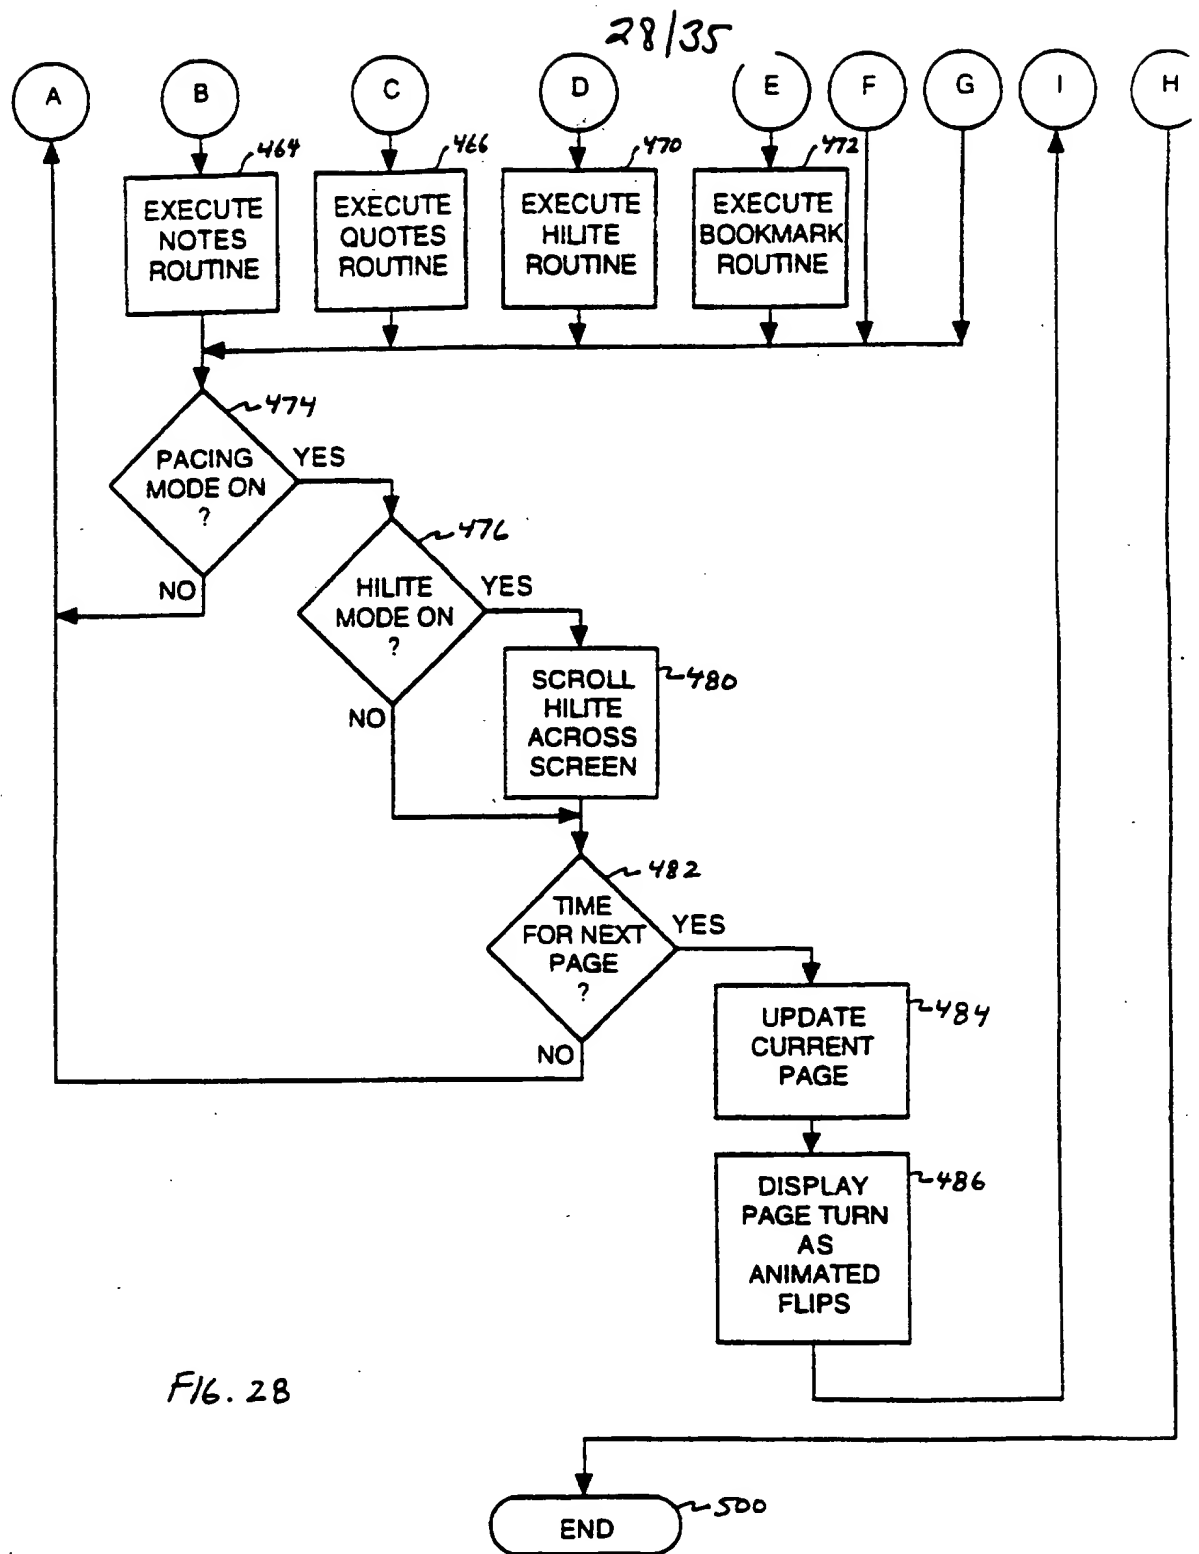 28/35
A B C D E F G I H
464 466 470 472
EXECUTE
NOTES
ROUTINE
EXECUTE
QUOTES
ROUTINE
EXECUTE
HILITE
ROUTINE
EXECUTE
BOOKMARK
ROUTINE
474
PACING
MODE ON
?
YES
NO
476
HILITE
MODE ON
?
YES
NO
480
SCROLL
HILITE
ACROSS
SCREEN
482
TIME
FOR NEXT
PAGE
?
YES
NO
484
UPDATE
CURRENT
PAGE
486
DISPLAY
PAGE TURN
AS
ANIMATED
FLIPS
FIG. 28
500
END